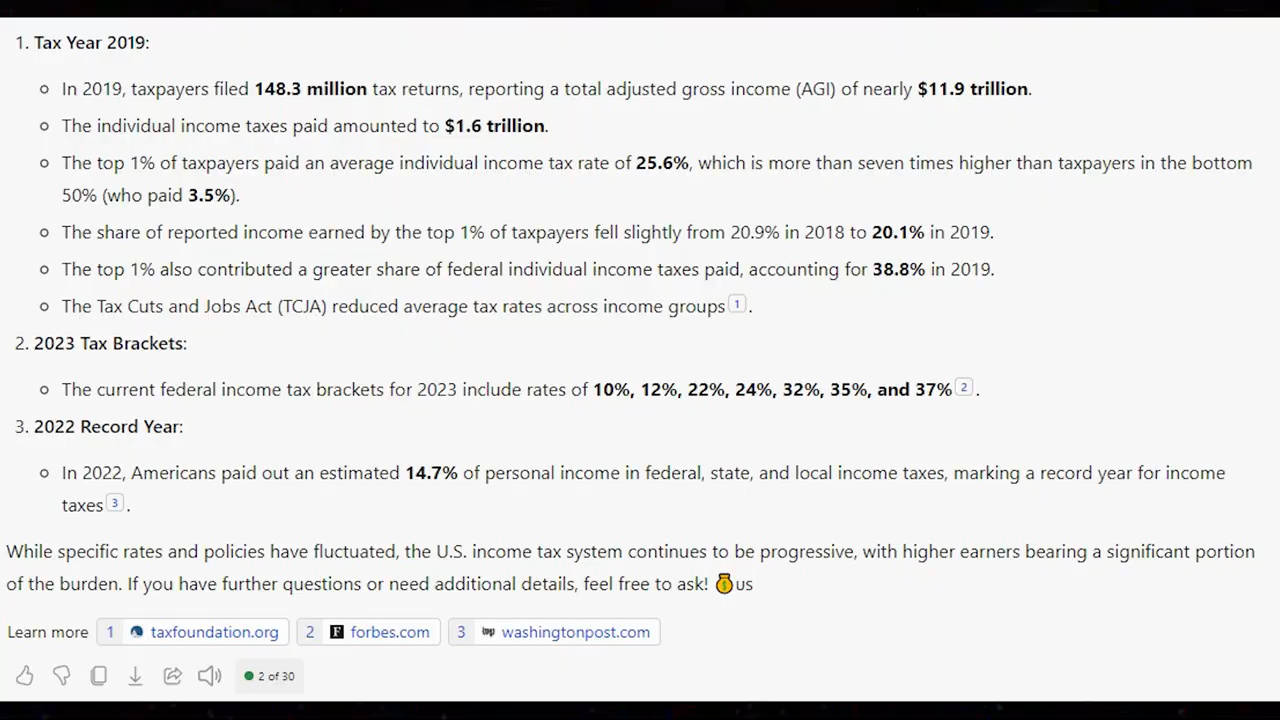 1. Tax Year 2019:
In 2019, taxpayers filed 148.3 million tax returns, reporting a total adjusted gross income (AGI) of nearly $11.9 trillion.
The individual income taxes paid amounted to $1.6 trillion.
The top 1% of taxpayers paid an average individual income tax rate of 25.6%, which is more than seven times higher than taxpayers in the bottom
50% (who paid 3.5%).
The share of reported income earned by the top 1% of taxpayers fell slightly from 20.9% in 2018 to 20.1% in 2019.
The top 1% also contributed a greater share of federal individual income taxes paid, accounting for 38.8% in 2019.
The Tax Cuts and Jobs Act (TCJA) reduced average tax rates across income groups 1 .
2. 2023 Tax Brackets:
The current federal income tax brackets for 2023 include rates of 10%, 12%, 22%, 24%, 32%, 35%, and 37% 2 .
3. 2022 Record Year:
In 2022, Americans paid out an estimated 14.7% of personal income in federal, state, and local income taxes, marking a record year for income
taxes 3 .
While specific rates and policies have fluctuated, the U.S. income tax system continues to be progressive, with higher earners bearing a significant portion
of the burden. If you have further questions or need additional details, feel free to ask! 💰us
Learn more 1 taxfoundation.org 2 forbes.com 3 washingtonpost.com
2 of 30